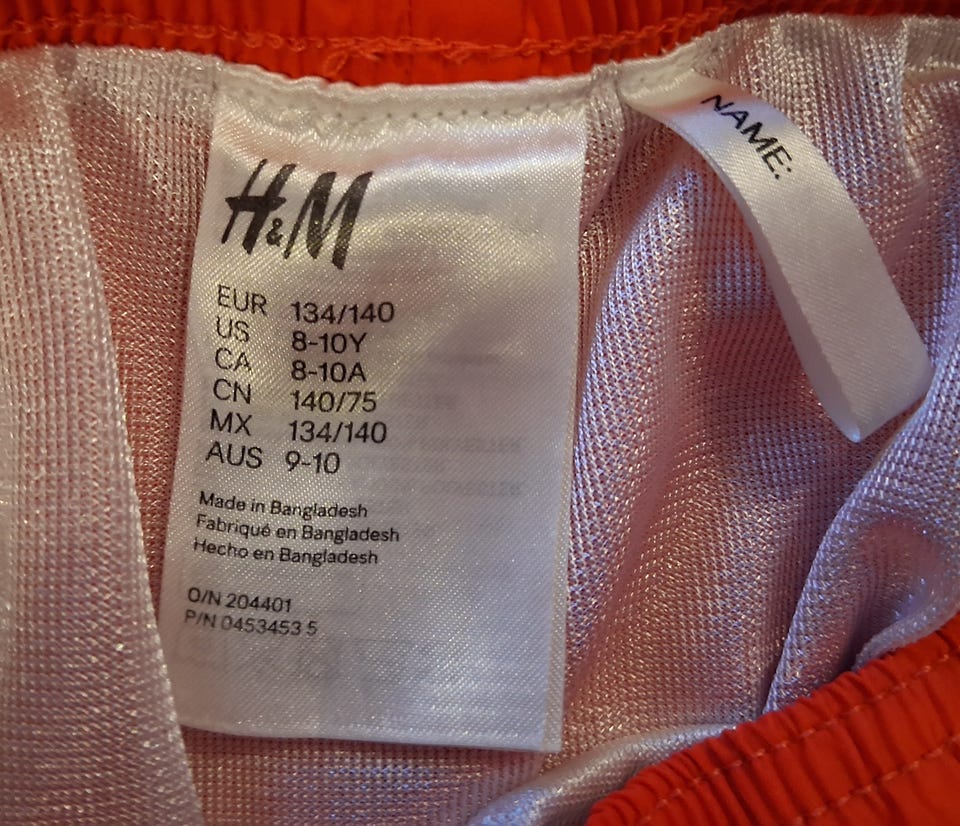 H&M
EUR 134/140
US 8-10Y
CA 8-10A
CN 140/75
MX 134/140
AUS 9-10
Made in Bangladesh
Fabriqué en Bangladesh
Hecho en Bangladesh
O/N 204401
P/N 0453453 5
NAME: